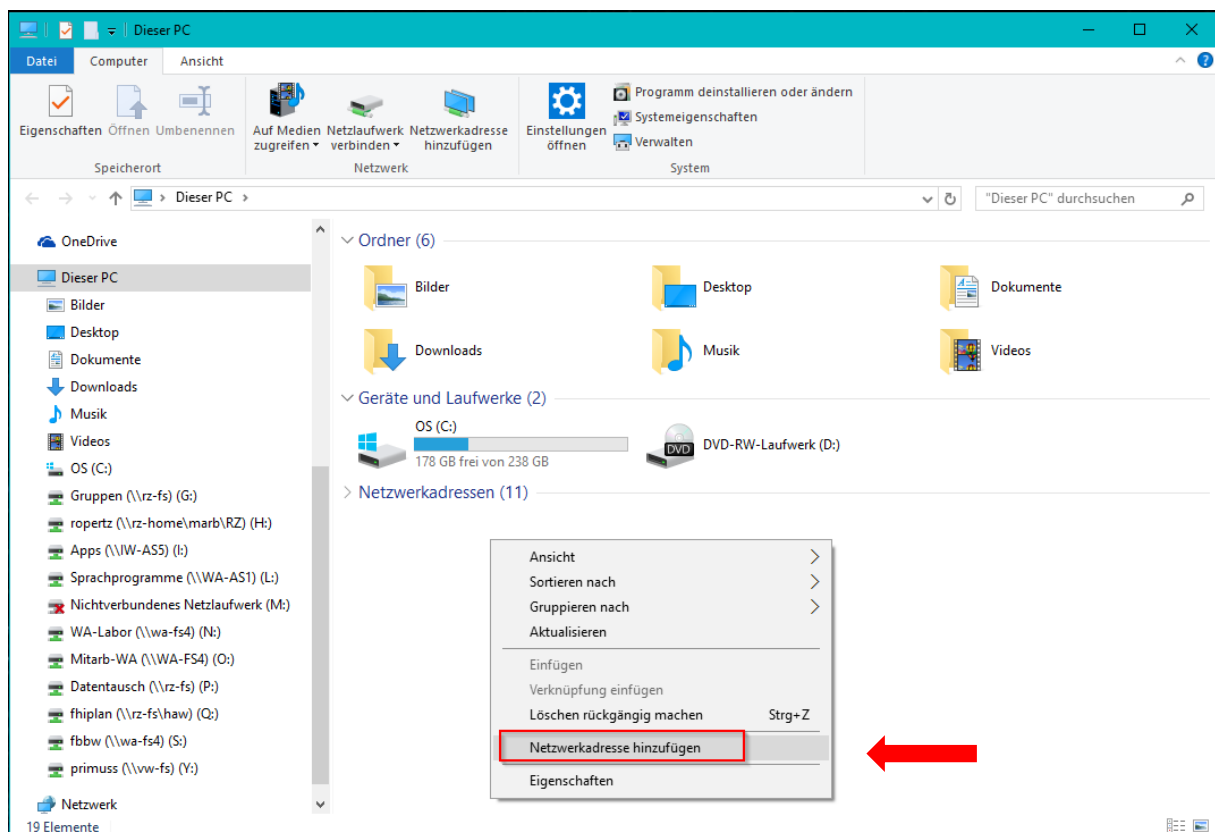 Dieser PC
Datei Computer Ansicht
Eigenschaften Öffnen Umbenennen
Speicherort
Auf Medien zugreifen
Netzlaufwerk verbinden
Netzwerkadresse hinzufügen
Netzwerk
Einstellungen öffnen
Programm deinstallieren oder ändern
Systemeigenschaften
Verwalten
System
Dieser PC
"Dieser PC" durchsuchen
OneDrive
Dieser PC
Bilder
Desktop
Dokumente
Downloads
Musik
Videos
OS (C:)
Gruppen (\\rz-fs) (G:)
ropertz (\\rz-home\marb\RZ) (H:)
Apps (\\IW-AS5) (I:)
Sprachprogramme (\\WA-AS1) (L:)
Nichtverbundenes Netzlaufwerk (M:)
WA-Labor (\\wa-fs4) (N:)
Mitarb-WA (\\WA-FS4) (O:)
Datentausch (\\rz-fs) (P:)
fhiplan (\\rz-fs\haw) (Q:)
fbbw (\\wa-fs4) (S:)
primuss (\\vw-fs) (Y:)
Netzwerk
Ordner (6)
Bilder
Desktop
Dokumente
Downloads
Musik
Videos
Geräte und Laufwerke (2)
OS (C:)
178 GB frei von 238 GB
DVD
DVD-RW-Laufwerk (D:)
Netzwerkadressen (11)
Ansicht
Sortieren nach
Gruppieren nach
Aktualisieren
Einfügen
Verknüpfung einfügen
Löschen rückgängig machen Strg+Z
Netzwerkadresse hinzufügen
Eigenschaften
19 Elemente